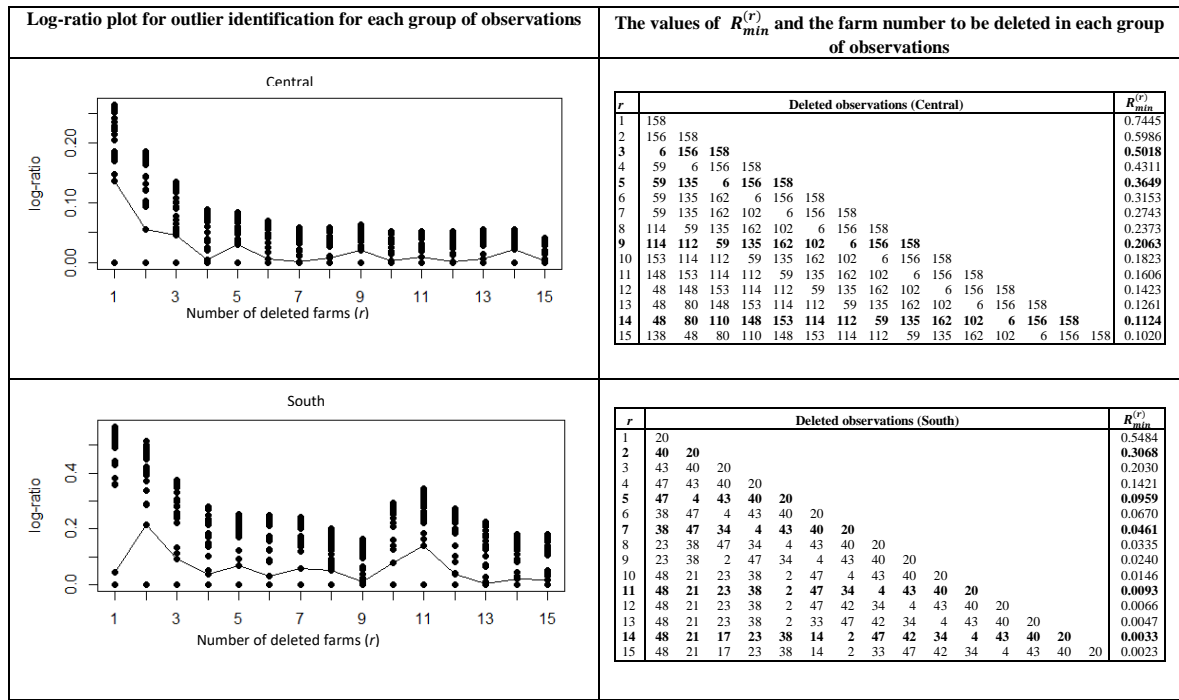 Log-ratio plot for outlier identification for each group of observations
The values of R_min^(r) and the farm number to be deleted in each group
of observations
Central
log-ratio
0.00 0.10 0.20
1 3 5 7 9 11 13 15
Number of deleted farms (r)
r Deleted observations (Central) R_min^(r)
1 158 0.7445
2 156 158 0.5986
3 6 156 158 0.5018
4 59 6 156 158 0.4311
5 59 135 6 156 158 0.3649
6 59 135 162 6 156 158 0.3153
7 59 135 162 102 6 156 158 0.2743
8 114 59 135 162 102 6 156 158 0.2373
9 114 112 59 135 162 102 6 156 158 0.2063
10 153 114 112 59 135 162 102 6 156 158 0.1823
11 148 153 114 112 59 135 162 102 6 156 158 0.1606
12 48 148 153 114 112 59 135 162 102 6 156 158 0.1423
13 48 80 148 153 114 112 59 135 162 102 6 156 158 0.1261
14 48 80 110 148 153 114 112 59 135 162 102 6 156 158 0.1124
15 138 48 80 110 148 153 114 112 59 135 162 102 6 156 158 0.1020
South
log-ratio
0.0 0.2 0.4
1 3 5 7 9 11 13 15
Number of deleted farms (r)
r Deleted observations (South) R_min^(r)
1 20 0.5484
2 40 20 0.3068
3 43 40 20 0.2030
4 47 43 40 20 0.1421
5 47 4 43 40 20 0.0959
6 38 47 4 43 40 20 0.0670
7 38 47 34 4 43 40 20 0.0461
8 23 38 47 34 4 43 40 20 0.0335
9 23 38 2 47 34 4 43 40 20 0.0240
10 48 21 23 38 2 47 4 43 40 20 0.0146
11 48 21 23 38 2 47 34 4 43 40 20 0.0093
12 48 21 23 38 2 47 42 34 4 43 40 20 0.0066
13 48 21 23 38 2 33 47 42 34 4 43 40 20 0.0047
14 48 21 17 23 38 14 2 47 42 34 4 43 40 20 0.0033
15 48 21 17 23 38 14 2 33 47 42 34 4 43 40 20 0.0023